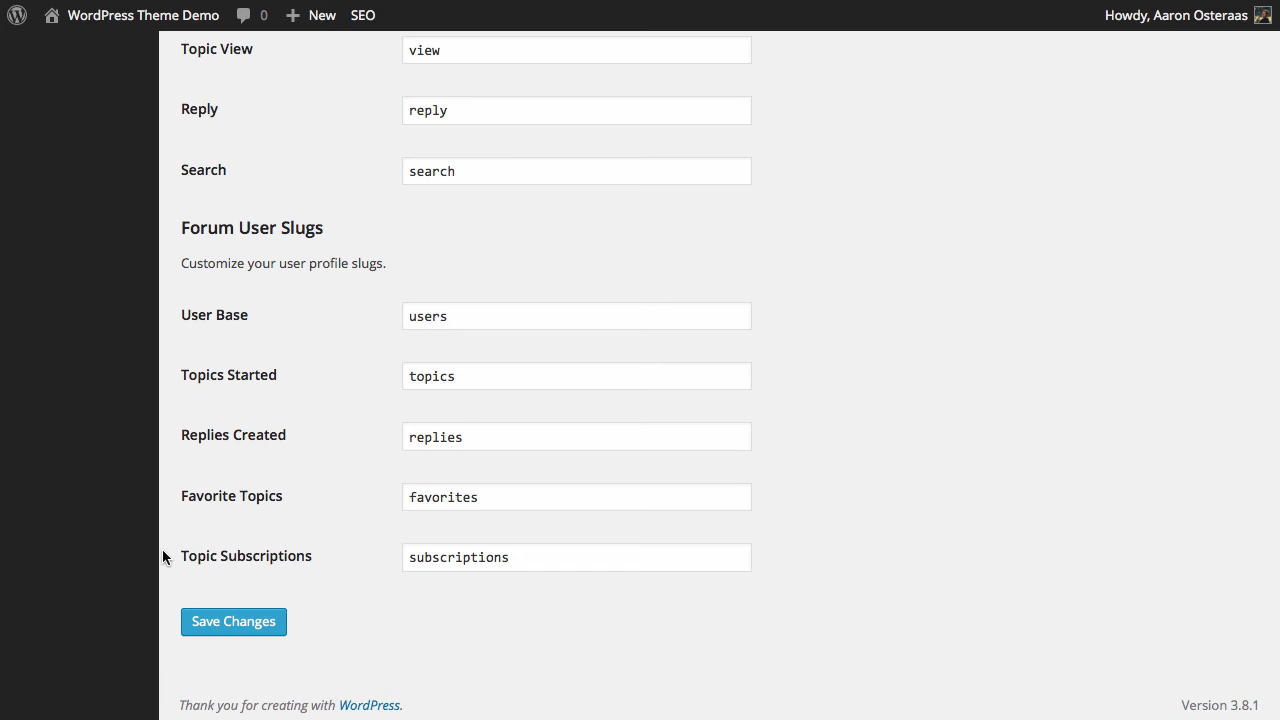 WordPress Theme Demo 0 New SEO Howdy, Aaron Osteraas
Topic View view
Reply reply
Search search
Forum User Slugs
Customize your user profile slugs.
User Base users
Topics Started topics
Replies Created replies
Favorite Topics favorites
Topic Subscriptions subscriptions
Save Changes
Thank you for creating with WordPress. Version 3.8.1